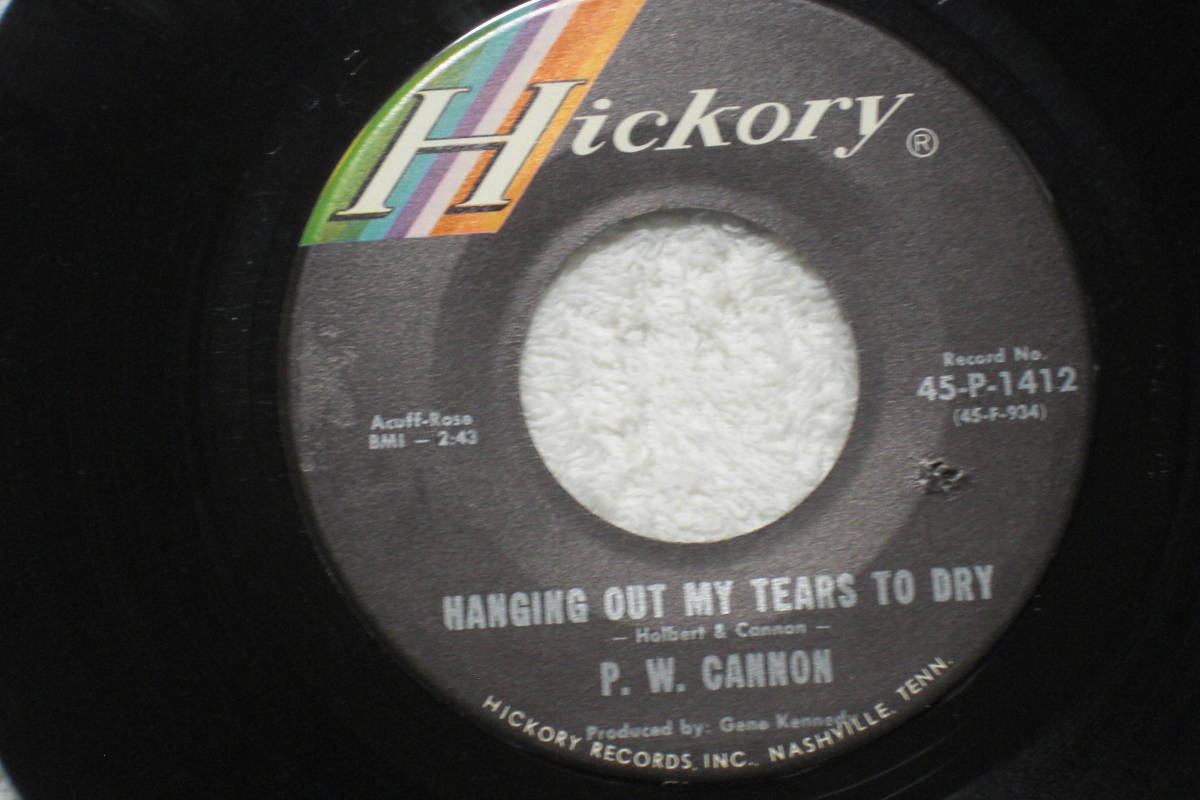 Hickory ®
Record No.
45-P-1412
(45-F-934)
Acuff-Rose
BMI — 2:43
HANGING OUT MY TEARS TO DRY
— Holbert & Cannon —
P. W. CANNON
Produced by: Gene Kennedy
HICKORY RECORDS, INC., NASHVILLE, TENN.